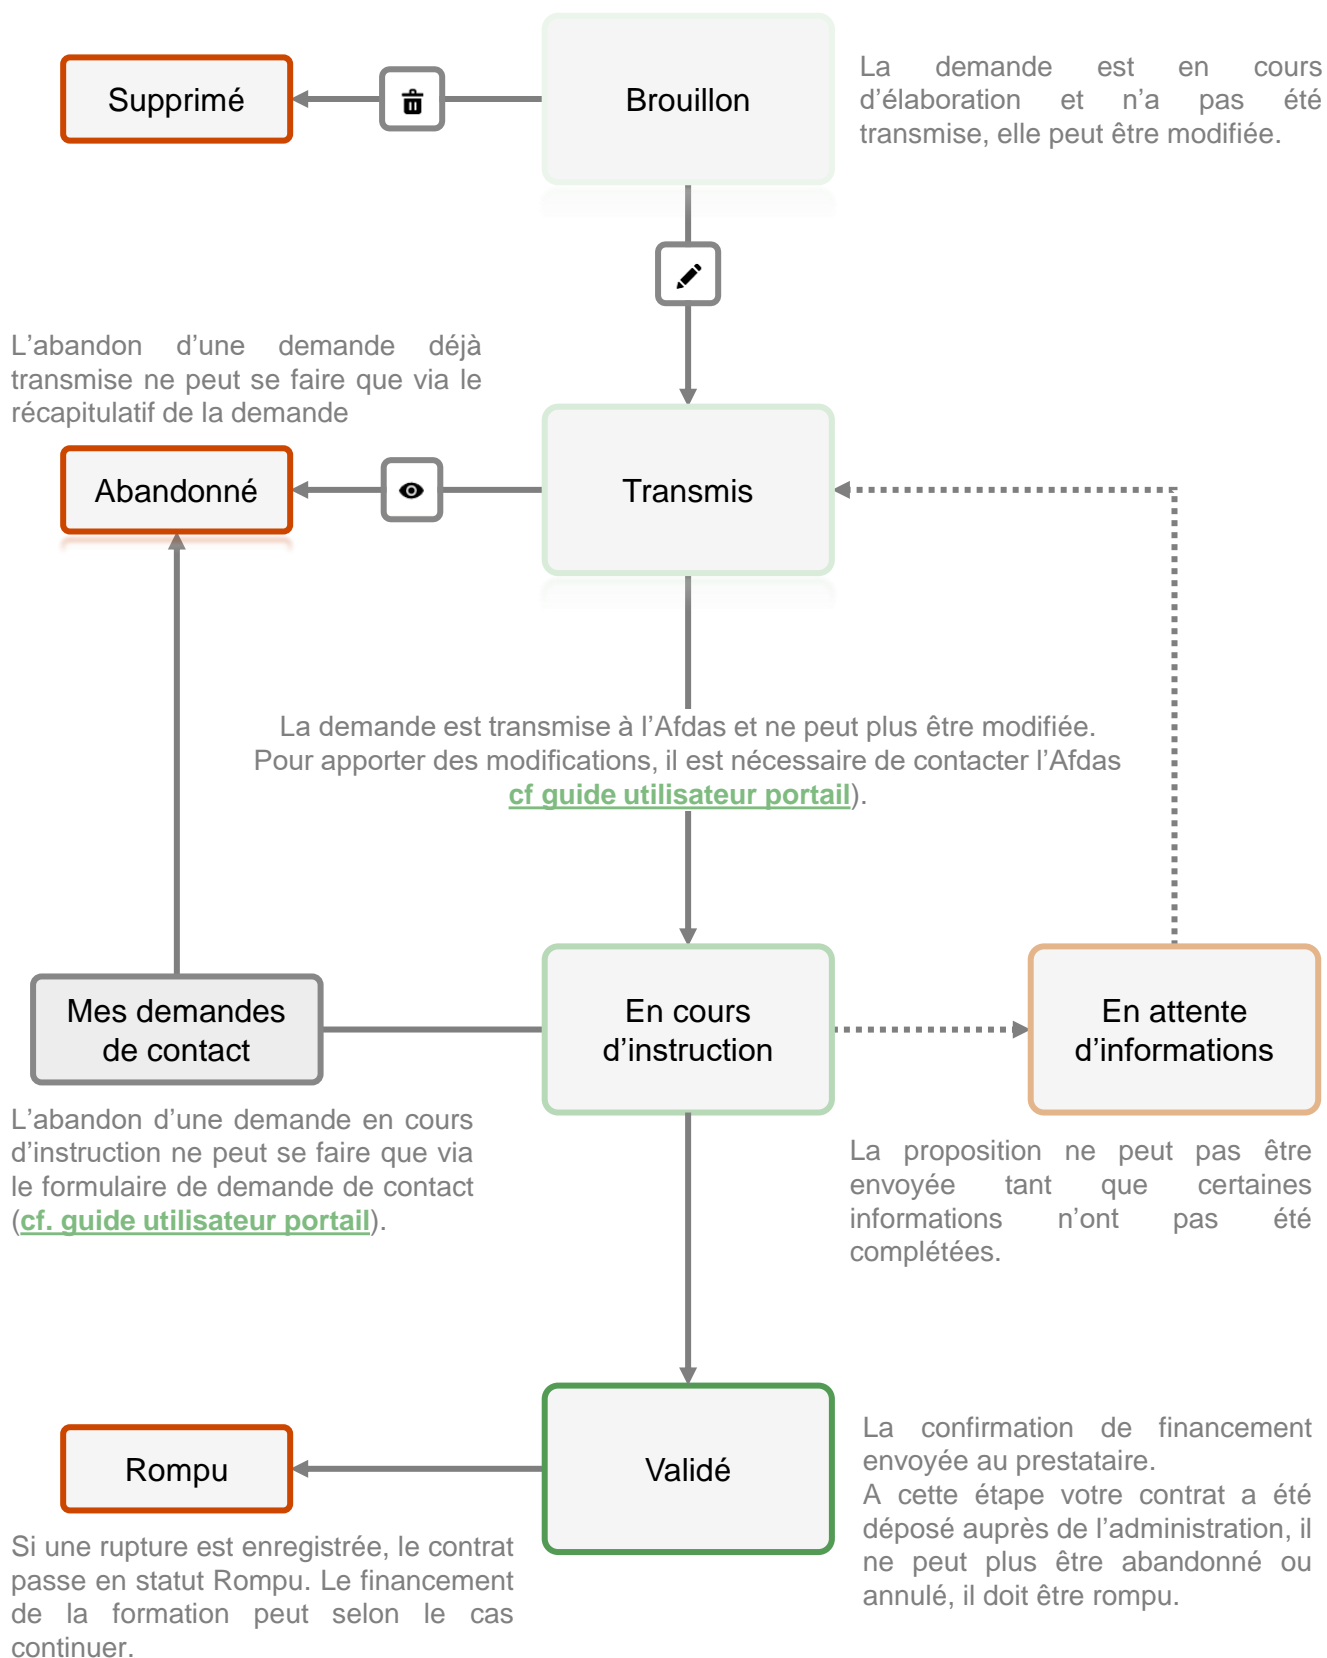 Supprimé
Brouillon
La demande est en cours
d’élaboration et n’a pas été
transmise, elle peut être modifiée.
L’abandon d’une demande déjà
transmise ne peut se faire que via le
récapitulatif de la demande
Abandonné
Transmis
La demande est transmise à l’Afdas et ne peut plus être modifiée.
Pour apporter des modifications, il est nécessaire de contacter l’Afdas
cf guide utilisateur portail).
Mes demandes
de contact
En cours
d’instruction
En attente
d’informations
L’abandon d’une demande en cours
d’instruction ne peut se faire que via
le formulaire de demande de contact
(cf. guide utilisateur portail).
La proposition ne peut pas être
envoyée tant que certaines
informations n’ont pas été
complétées.
Rompu
Validé
La confirmation de financement
envoyée au prestataire.
A cette étape votre contrat a été
déposé auprès de l’administration, il
ne peut plus être abandonné ou
annulé, il doit être rompu.
Si une rupture est enregistrée, le contrat
passe en statut Rompu. Le financement
de la formation peut selon le cas
continuer.